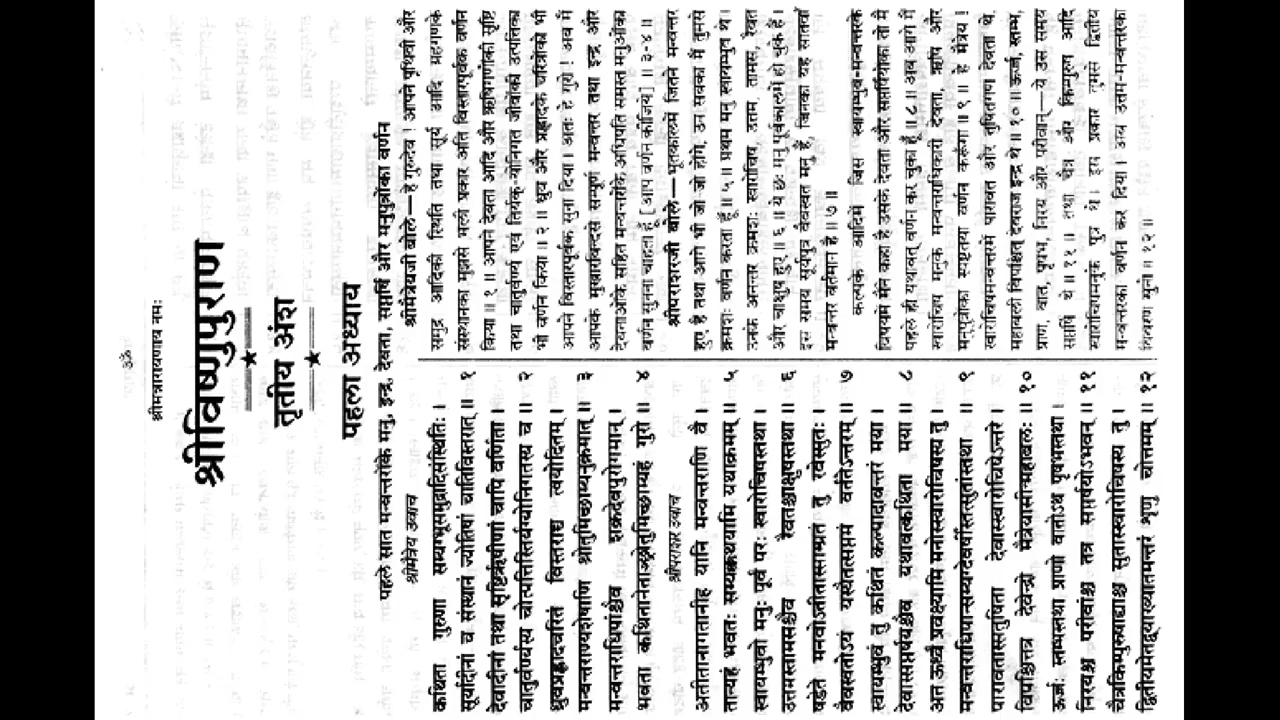 ॐ
श्रीमन्नारायणाय नमः
श्रीविष्णुपुराण
तृतीय अंश
पहला अध्याय
पहले सात मन्वन्तरोंके मनु, इन्द्र, देवता, सप्तर्षि और मनुपुत्रोंका वर्णन
श्रीमैत्रेय उवाच
कथिता गुरुणा सम्यग्भूसमुद्रादिसंस्थितिः ।
सूर्यादीनां च संस्थानं ज्योतिषां चातिविस्तरात् ॥ १
देवादीनां तथा सृष्टिर्ऋषीणां चापि वर्णिता ।
चातुर्वर्ण्यस्य चोत्पत्तिस्तिर्यग्योनिगतस्य च ॥ २
ध्रुवप्रह्लादचरितं विस्तराच्च त्वयोदितम् ।
मन्वन्तराण्यशेषाणि श्रोतुमिच्छाम्यनुक्रमात् ॥ ३
मन्वन्तराधिपांश्चैव शक्रदेवपुरोगमान् ।
भवता कथितानेताञ्छ्रोतुमिच्छाम्यहं गुरो ॥ ४
श्रीपराशर उवाच
अतीतानागतानीह यानि मन्वन्तराणि वै ।
तान्यहं भवतः सम्यक्कथयामि यथाक्रमम् ॥ ५
स्वायम्भुवो मनुः पूर्वं परः स्वारोचिषस्तथा ।
उत्तमस्तामसश्चैव रैवतश्चाक्षुषस्तथा ॥ ६
षडेते मनवोऽतीतास्साम्प्रतं तु रवेस्सुतः ।
वैवस्वतोऽयं यस्यैतत्सप्तमं वर्ततेऽन्तरम् ॥ ७
स्वायम्भुवं तु कथितं कल्पादावन्तरं मया ।
देवास्सप्तर्षयश्चैव यथावत्कथिता मया ॥ ८
अत ऊर्ध्वं प्रवक्ष्यामि मनोस्स्वारोचिषस्य तु ।
मन्वन्तराधिपान्सम्यग्देवर्षींस्तत्सुतांस्तथा ॥ ९
पारावतास्सतुषिता देवास्स्वारोचिषेऽन्तरे ।
विपश्चित्तत्र देवेन्द्रो मैत्रेयासीन्महाबलः ॥ १०
ऊर्जः स्तम्भस्तथा प्राणो वातोऽथ पृषभस्तथा ।
निरयश्च परीवांश्च तत्र सप्तर्षयोऽभवन् ॥ ११
चैत्रकिम्पुरुषाद्याश्च सुतास्स्वारोचिषस्य तु ।
द्वितीयमेतद्व्याख्यातमन्तरं शृणु चोत्तमम् ॥ १२
श्रीमैत्रेयजी बोले—हे गुरुदेव ! आपने पृथिवी और
समुद्र आदिकी स्थिति तथा सूर्य आदि ग्रहगणके
संस्थानका मुझसे भली प्रकार अति विस्तारपूर्वक वर्णन
किया ॥ १ ॥ आपने देवता आदि और ऋषिगणोंकी सृष्टि
तथा चातुर्वर्ण्य एवं तिर्यक्-योनिगत जीवोंकी उत्पत्तिका
भी वर्णन किया ॥ २ ॥ ध्रुव और प्रह्लादके चरित्रोंको भी
आपने विस्तारपूर्वक सुना दिया । अतः हे गुरो ! अब मैं
आपके मुखारविन्दसे सम्पूर्ण मन्वन्तर तथा इन्द्र और
देवताओंके सहित मन्वन्तरोंके अधिपति समस्त मनुओंका
वर्णन सुनना चाहता हूँ [आप वर्णन कीजिये] ॥ ३-४ ॥
श्रीपराशरजी बोले—भूतकालमें जितने मन्वन्तर
हुए हैं तथा आगे भी जो-जो होंगे, उन सबका मैं तुमसे
क्रमशः वर्णन करता हूँ ॥ ५ ॥ प्रथम मनु स्वायम्भुव थे ।
उनके अनन्तर क्रमशः स्वारोचिष, उत्तम, तामस, रैवत
और चाक्षुष हुए ॥ ६ ॥ ये छः मनु पूर्वकालमें हो चुके हैं ।
इस समय सूर्यपुत्र वैवस्वत मनु हैं, जिनका यह सातवाँ
मन्वन्तर वर्तमान है ॥ ७ ॥
कल्पके आदिमें जिस स्वायम्भुव-मन्वन्तरके
विषयमें मैंने कहा है उसके देवता और सप्तर्षियोंका तो मैं
पहले ही यथावत् वर्णन कर चुका हूँ ॥ ८ ॥ अब आगे मैं
स्वारोचिष मनुके मन्वन्तराधिकारी देवता, ऋषि और
मनुपुत्रोंका स्पष्टतया वर्णन करूँगा ॥ ९ ॥ हे मैत्रेय !
स्वारोचिषमन्वन्तरमें पारावत और तुषितगण देवता थे,
महाबली विपश्चित् देवराज इन्द्र थे ॥ १० ॥ ऊर्ज्ज, स्तम्भ,
प्राण, वात, पृषभ, निरय और परीवान्—ये उस समय
सप्तर्षि थे ॥ ११ ॥ तथा चैत्र और किम्पुरुष आदि
स्वारोचिषमनुके पुत्र थे । इस प्रकार तुमसे द्वितीय
मन्वन्तरका वर्णन कर दिया । अब उत्तम-मन्वन्तरका
विवरण सुनो ॥ १२ ॥